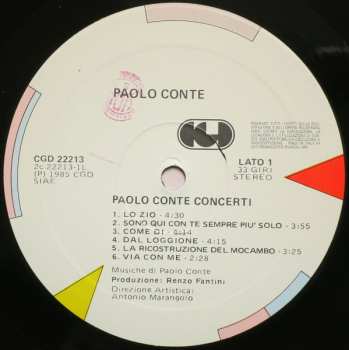 PAOLO CONTE
CGD
CGD 22213
2c.22213-1L
(P) 1985 CGD
SIAE
LATO 1
33 GIRI
STEREO
PAOLO CONTE CONCERTI
1. LO ZIO - 4:30
2. SONO QUI CON TE SEMPRE PIU' SOLO - 3:55
3. COME DI - 4:14
4. DAL LOGGIONE - 4:15
5. LA RICOSTRUZIONE DEL MOCAMBO - 3:25
6. VIA CON ME - 2:28
Musiche di Paolo Conte
Produzione: Renzo Fantini
Direzione Artistica:
Antonio Marangolo